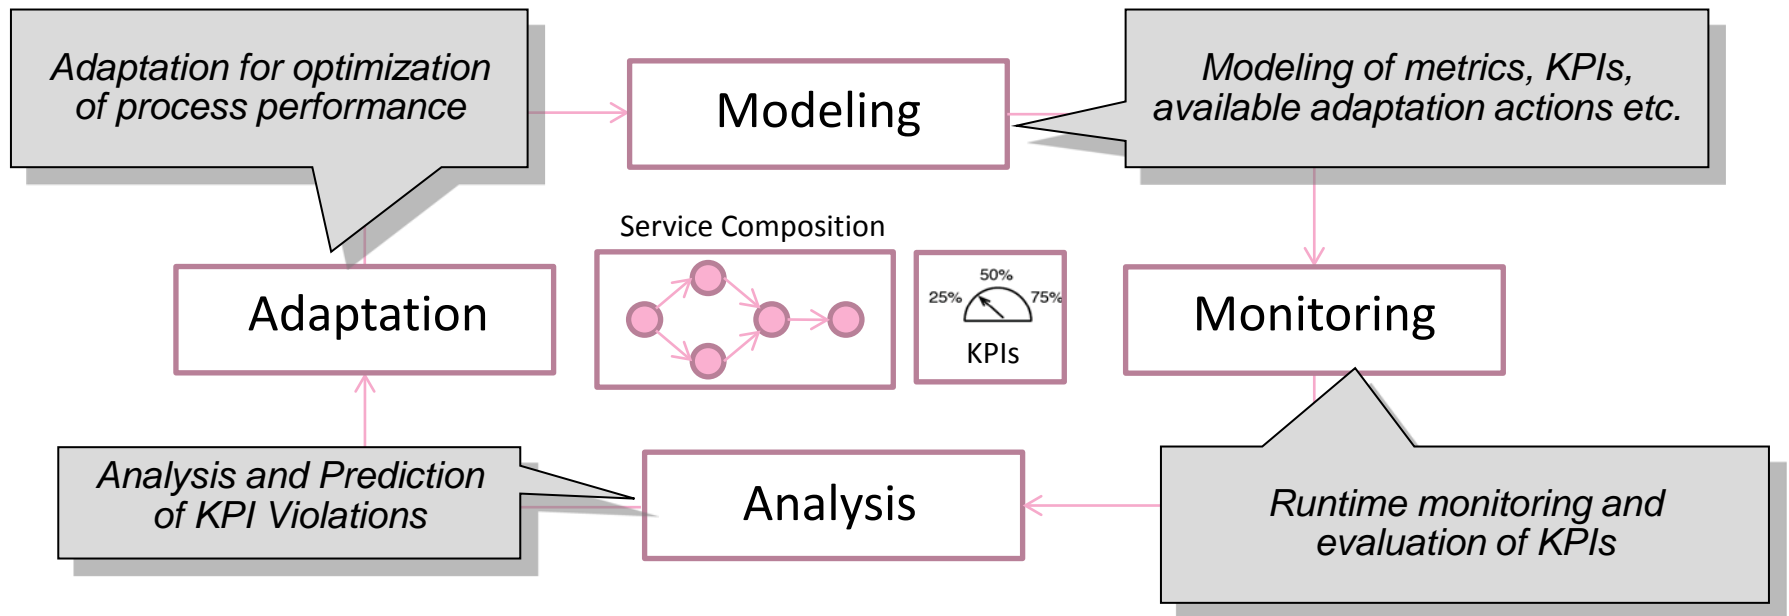 Adaptation for optimization
of process performance
Modeling
Modeling of metrics, KPIs,
available adaptation actions etc.
Service Composition
Adaptation
25%
50%
75%
KPIs
Monitoring
Analysis and Prediction
of KPI Violations
Analysis
Runtime monitoring and
evaluation of KPIs